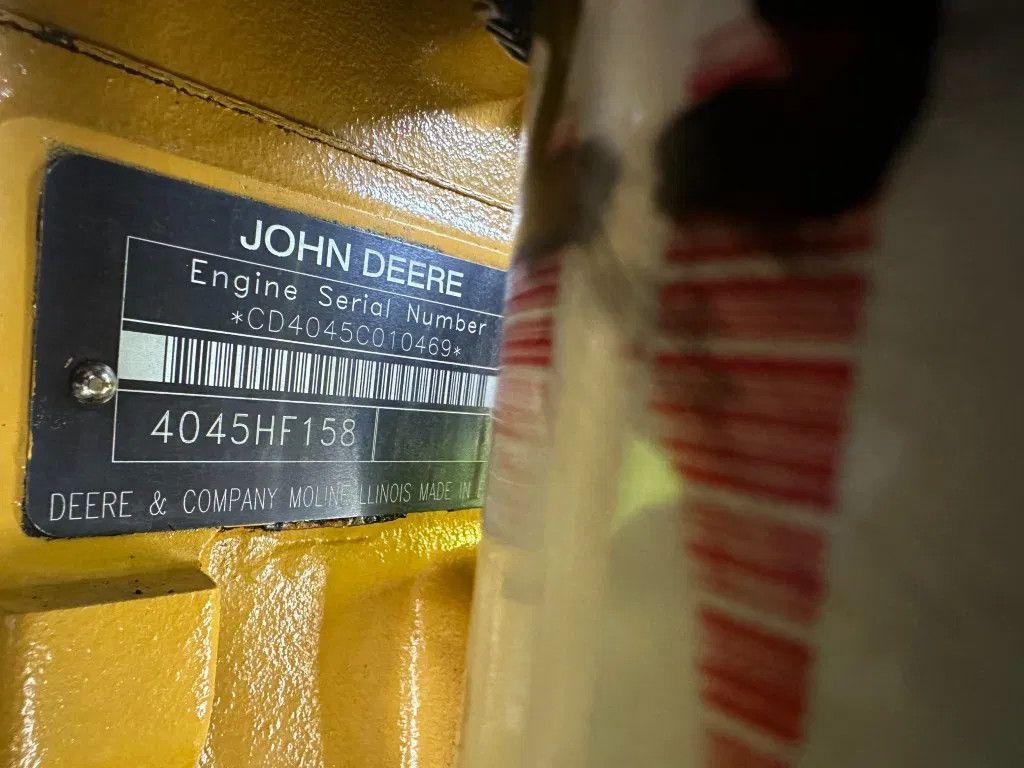 JOHN DEERE
Engine Serial Number
*CD4045C010469*
4045HF158
DEERE & COMPANY MOLINE ILLINOIS MADE IN